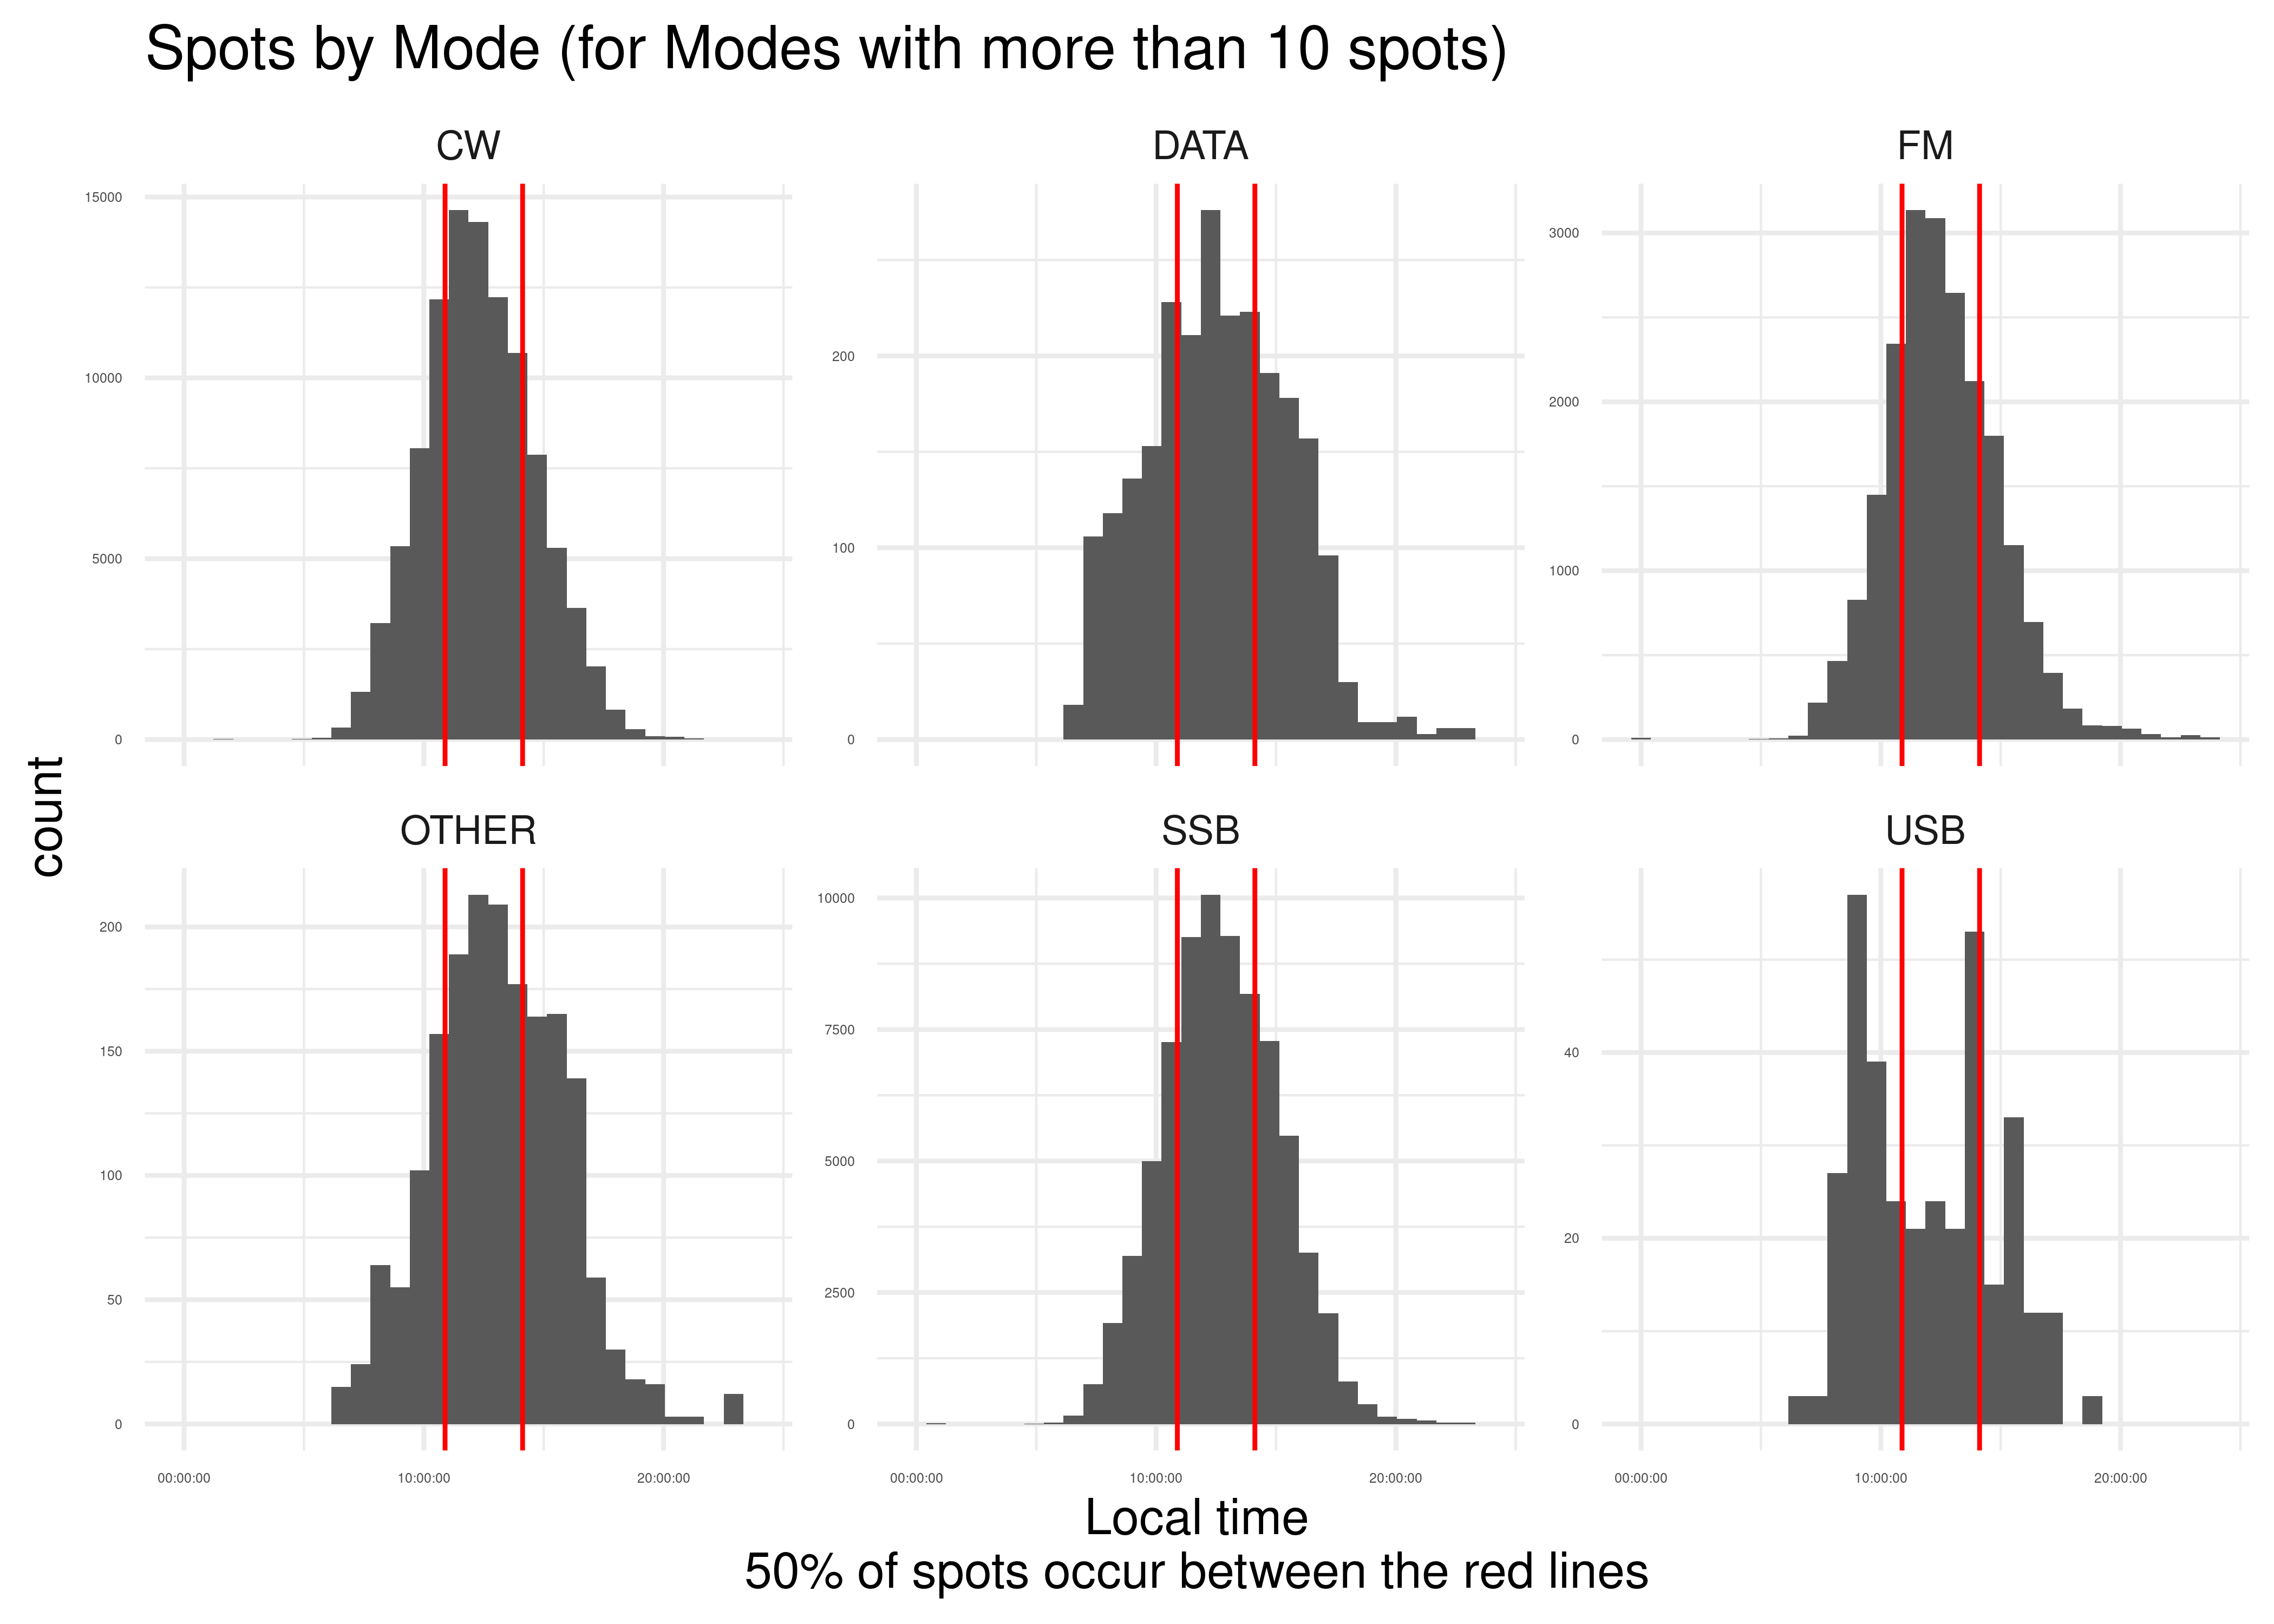 Spots by Mode (for Modes with more than 10 spots)
CW
DATA
FM
15000
10000
5000
0
200
100
0
3000
2000
1000
0
count
OTHER
SSB
USB
200
150
100
50
0
10000
7500
5000
2500
0
40
20
0
00:00:00 10:00:00 20:00:00
00:00:00 10:00:00 20:00:00
00:00:00 10:00:00 20:00:00
Local time
50% of spots occur between the red lines